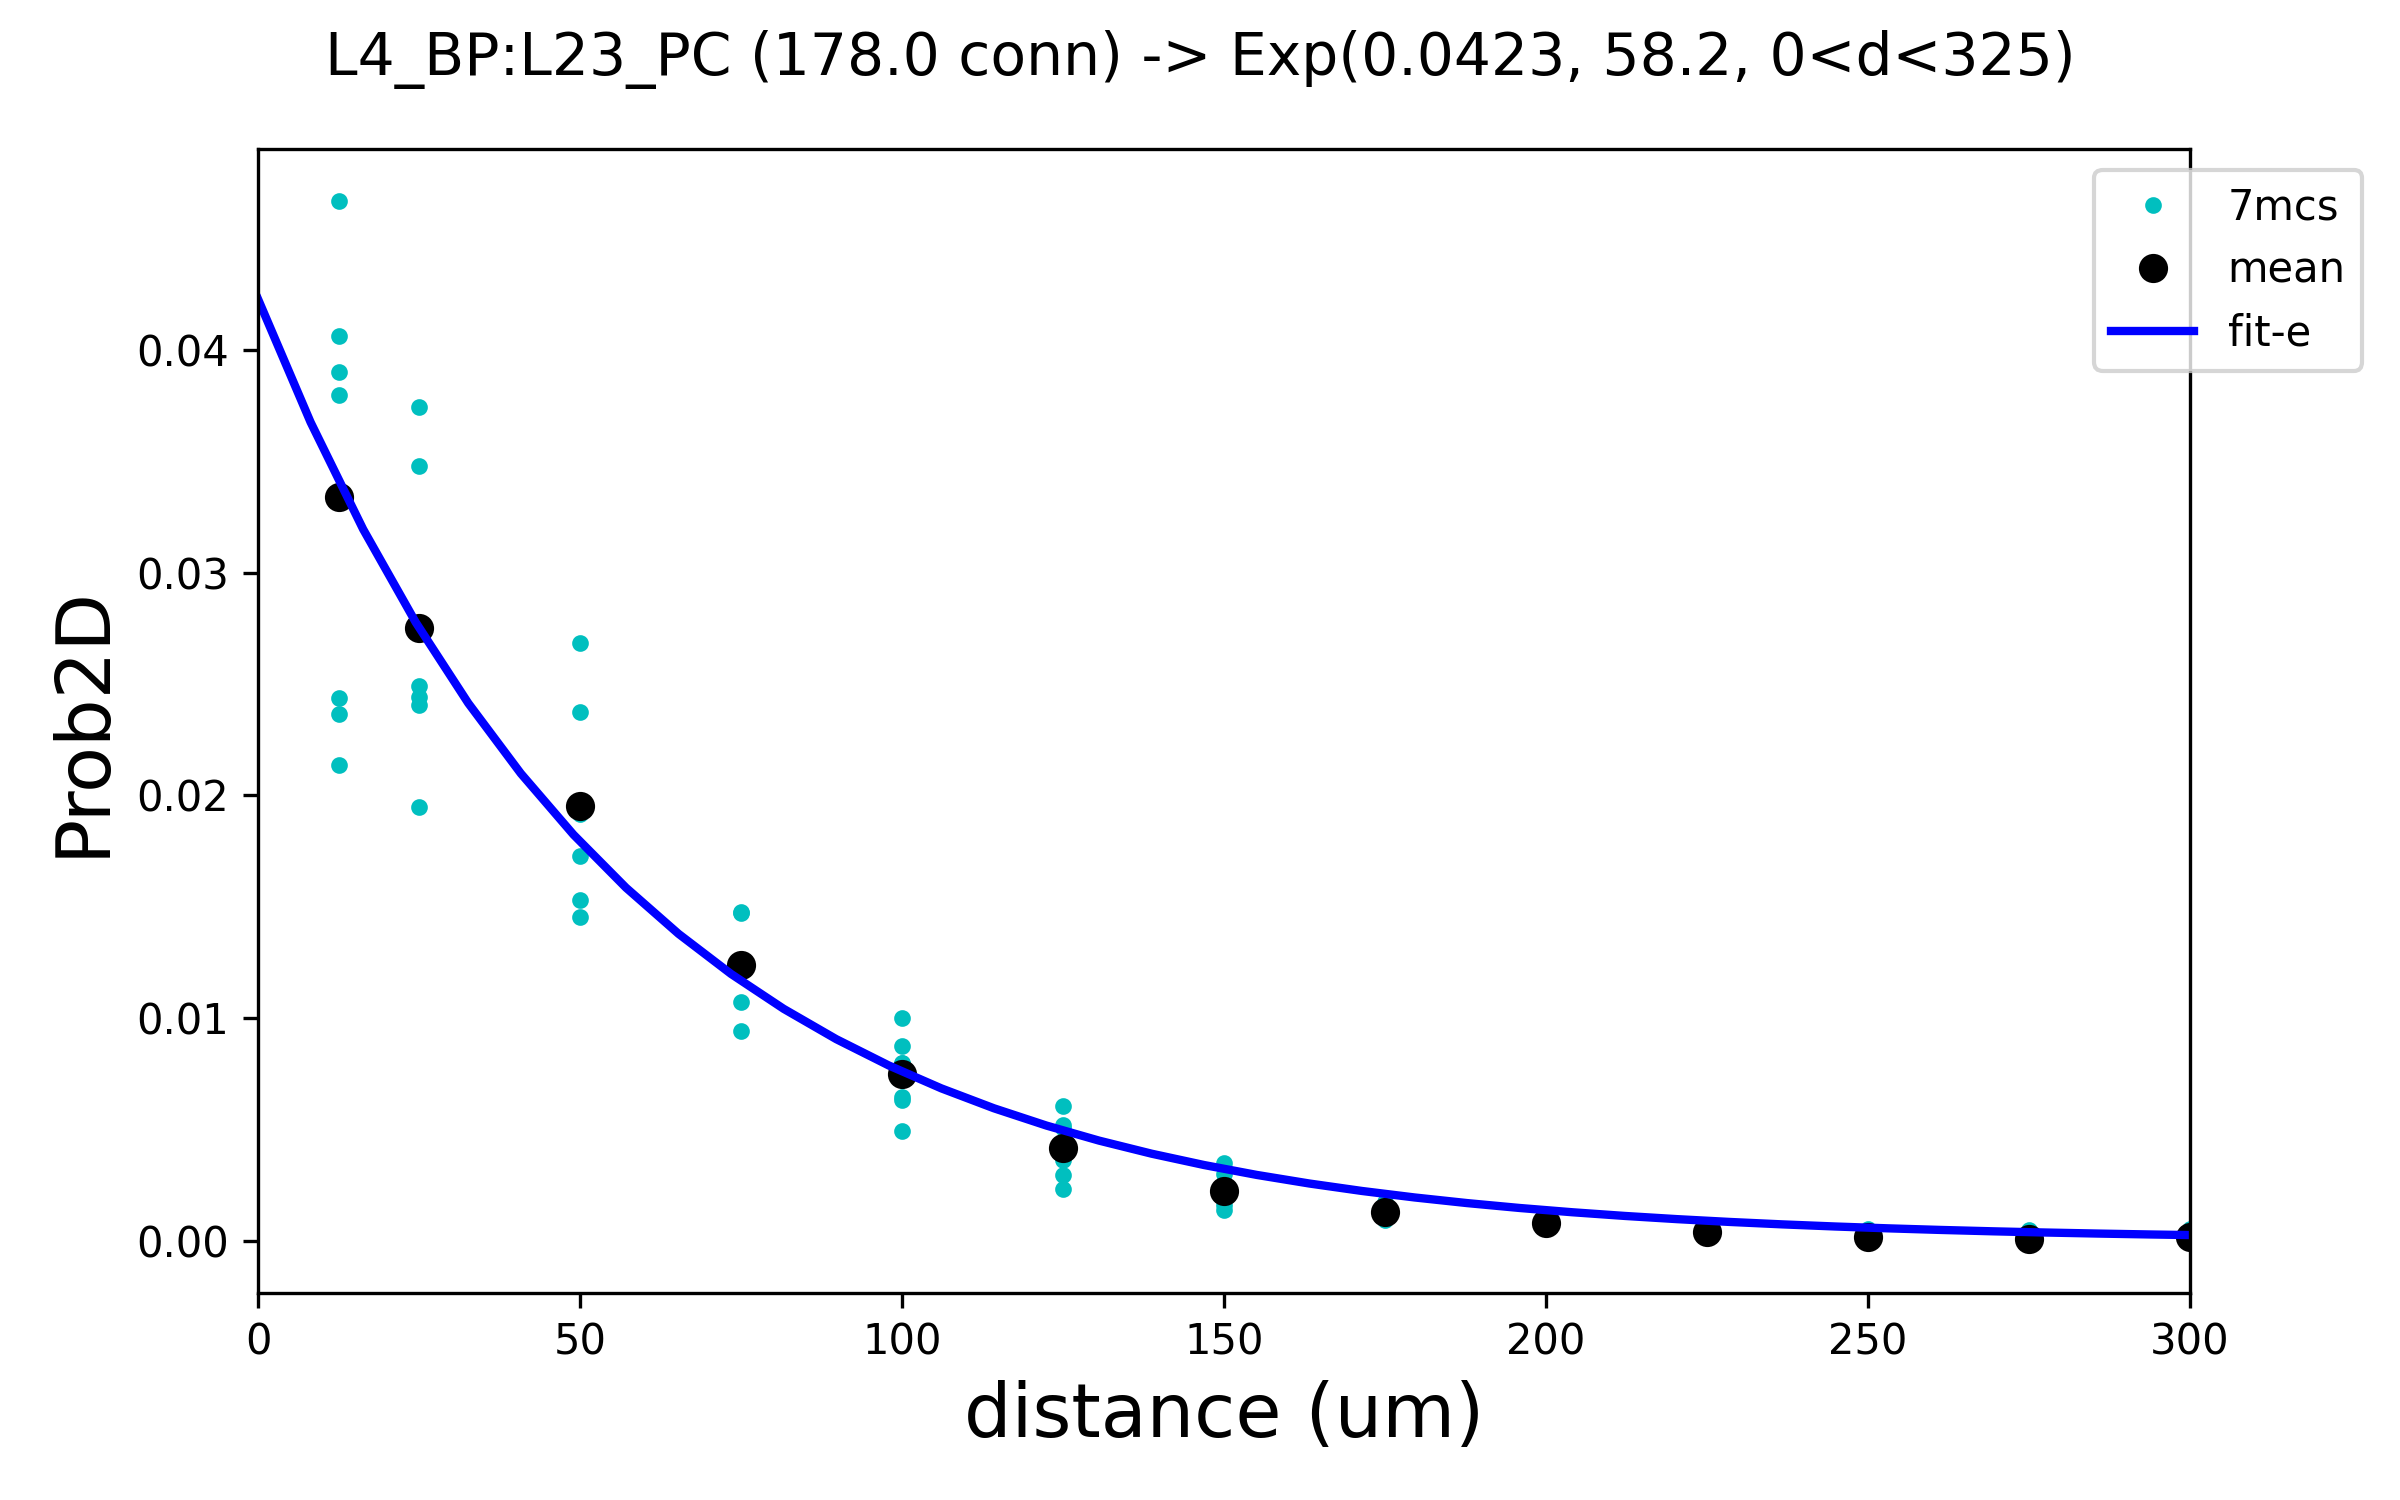 L4_BP:L23_PC (178.0 conn) -> Exp(0.0423, 58.2, 0<d<325)
7mcs
mean
fit-e
0.04
0.03
0.02
0.01
0.00
Prob2D
0 50 100 150 200 250 300
distance (um)